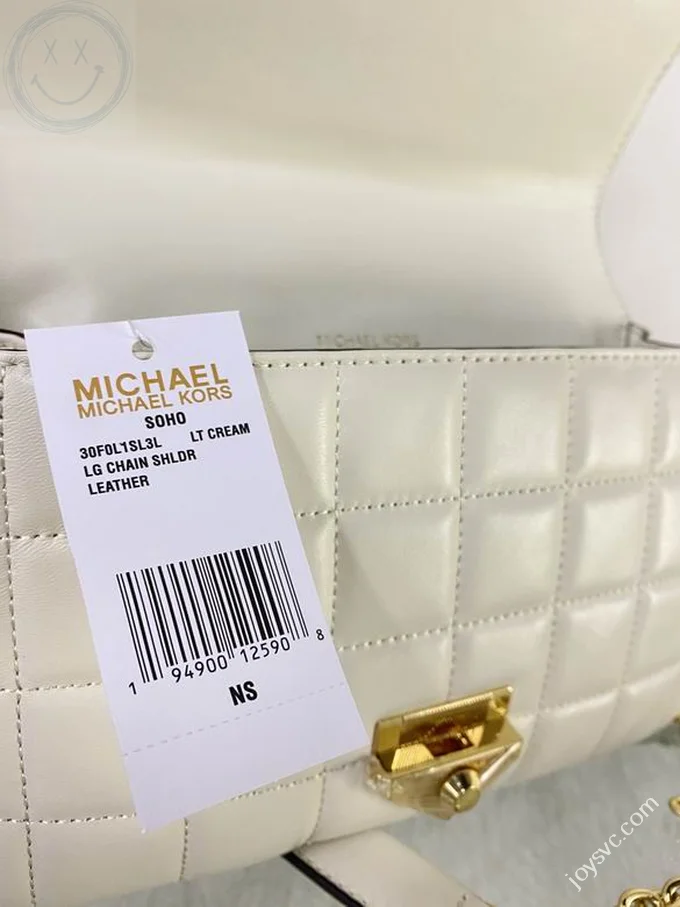 MICHAEL KORS
MICHAEL
MICHAEL KORS
SOHO
30F0L1SL3L LT CREAM
LG CHAIN SHLDR
LEATHER
1 94900 12590 8
NS
joysvc.com